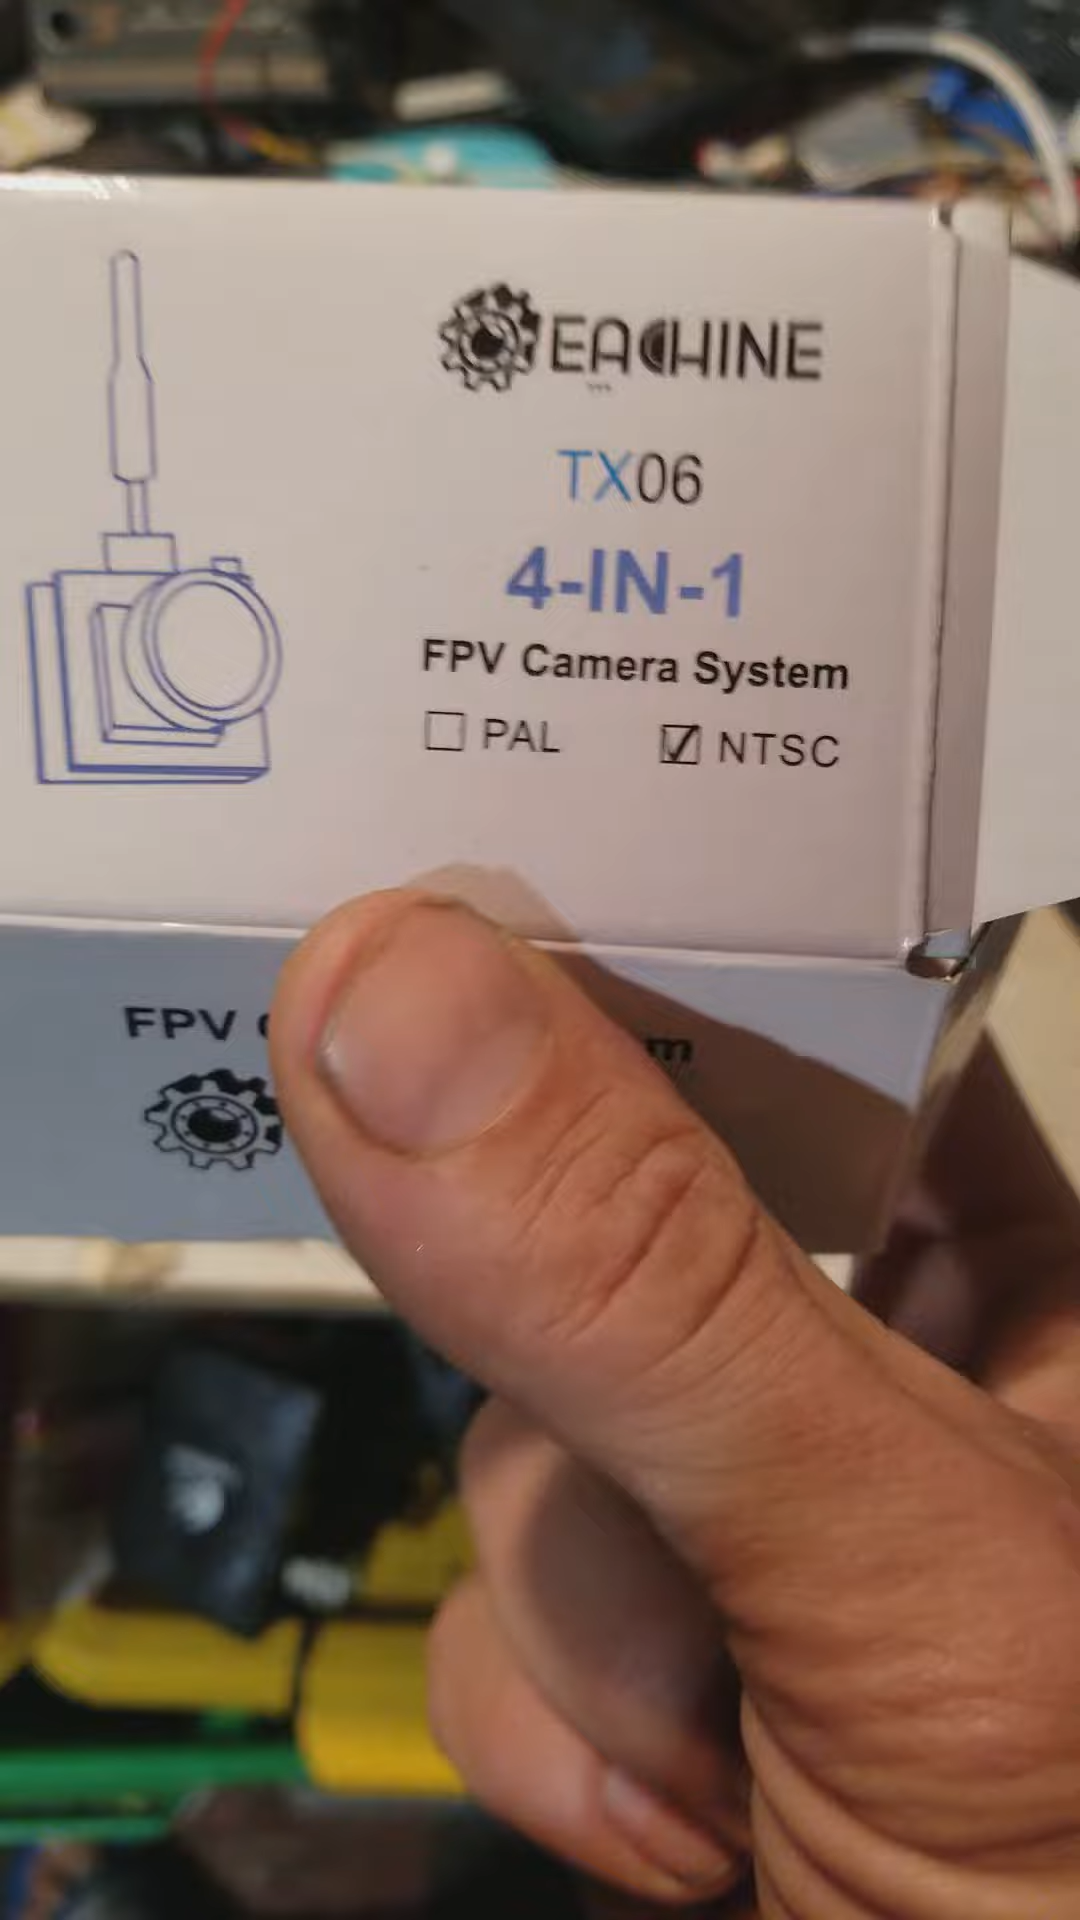 EACHINE
TX06
4-IN-1
FPV Camera System
PAL NTSC
FPV